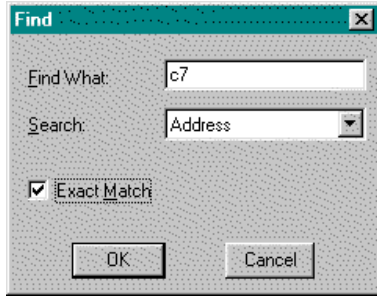 Find
Find What: c7
Search: Address
Exact Match
OK Cancel